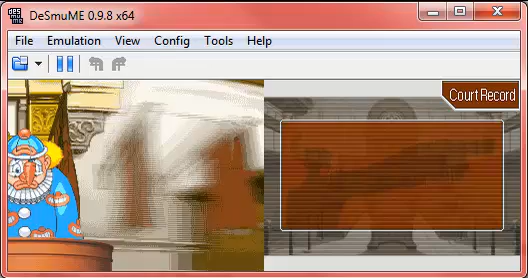 DeSmuME 0.9.8 x64
File Emulation View Config Tools Help
Court Record